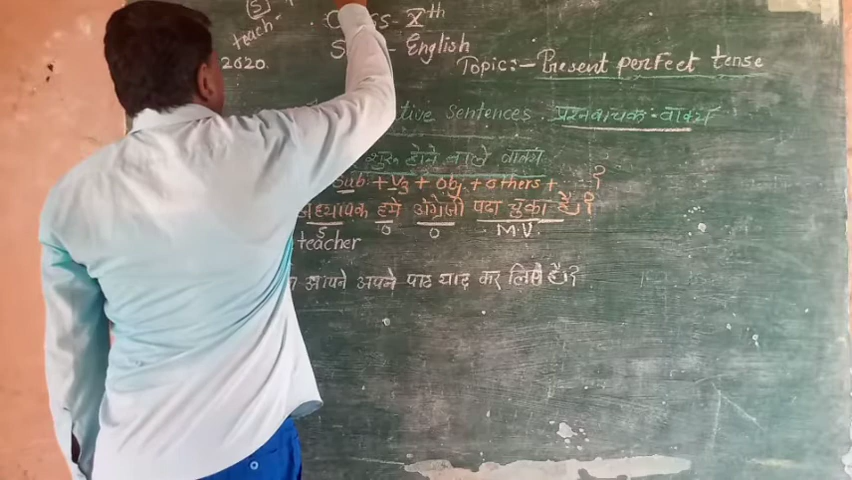 5
teach-
Class- Xth
- English
2020.
Topic:- Present perfect tense
tive Sentences. प्रश्नवाचक-वाक्य
शुरू होने वाले वाक्य
Sub + V3 + obj. + others + ...?
अध्यापक हमें अंग्रेजी पढा चुका है?
S O O M.V.
teacher
आपने अपने पाठ याद कर लिये है?